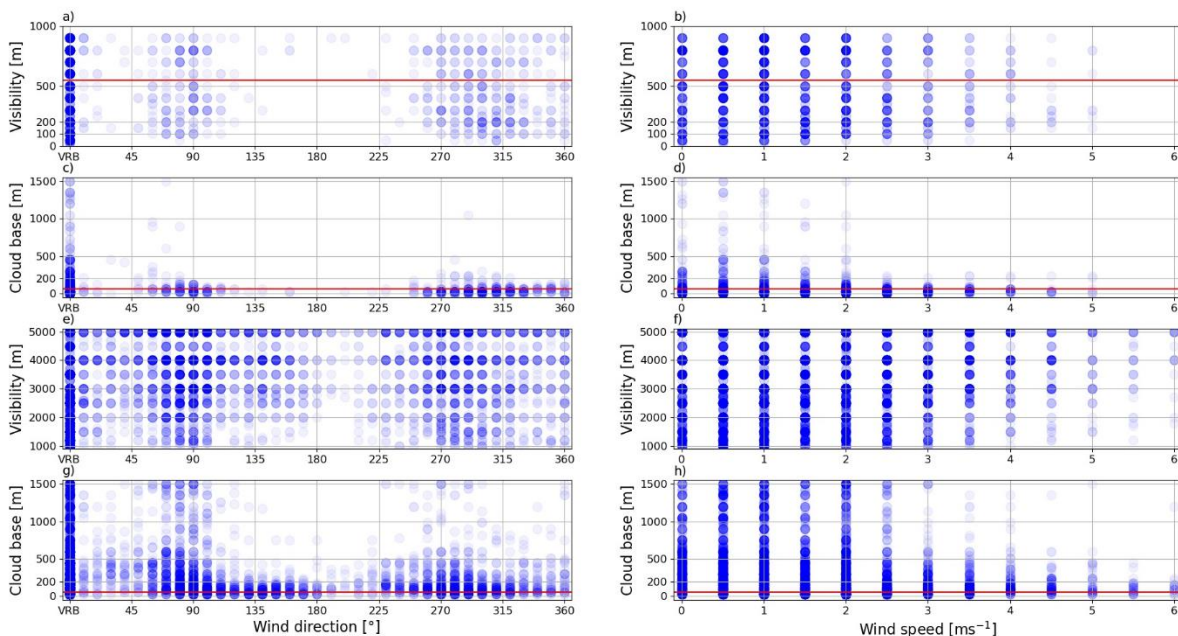 a)
Visibility [m]
1000
500
200
100
0
VRB 45 90 135 180 225 270 315 360
b)
Visibility [m]
1000
500
200
100
0
0 1 2 3 4 5 6
c)
Cloud base [m]
1500
1000
500
200
0
VRB 45 90 135 180 225 270 315 360
d)
Cloud base [m]
1500
1000
500
200
0
0 1 2 3 4 5 6
e)
Visibility [m]
5000
4000
3000
2000
1000
VRB 45 90 135 180 225 270 315 360
f)
Visibility [m]
5000
4000
3000
2000
1000
0 1 2 3 4 5 6
g)
Cloud base [m]
1500
1000
500
200
0
VRB 45 90 135 180 225 270 315 360
Wind direction [°]
h)
Cloud base [m]
1500
1000
500
200
0
0 1 2 3 4 5 6
Wind speed [ms⁻¹]